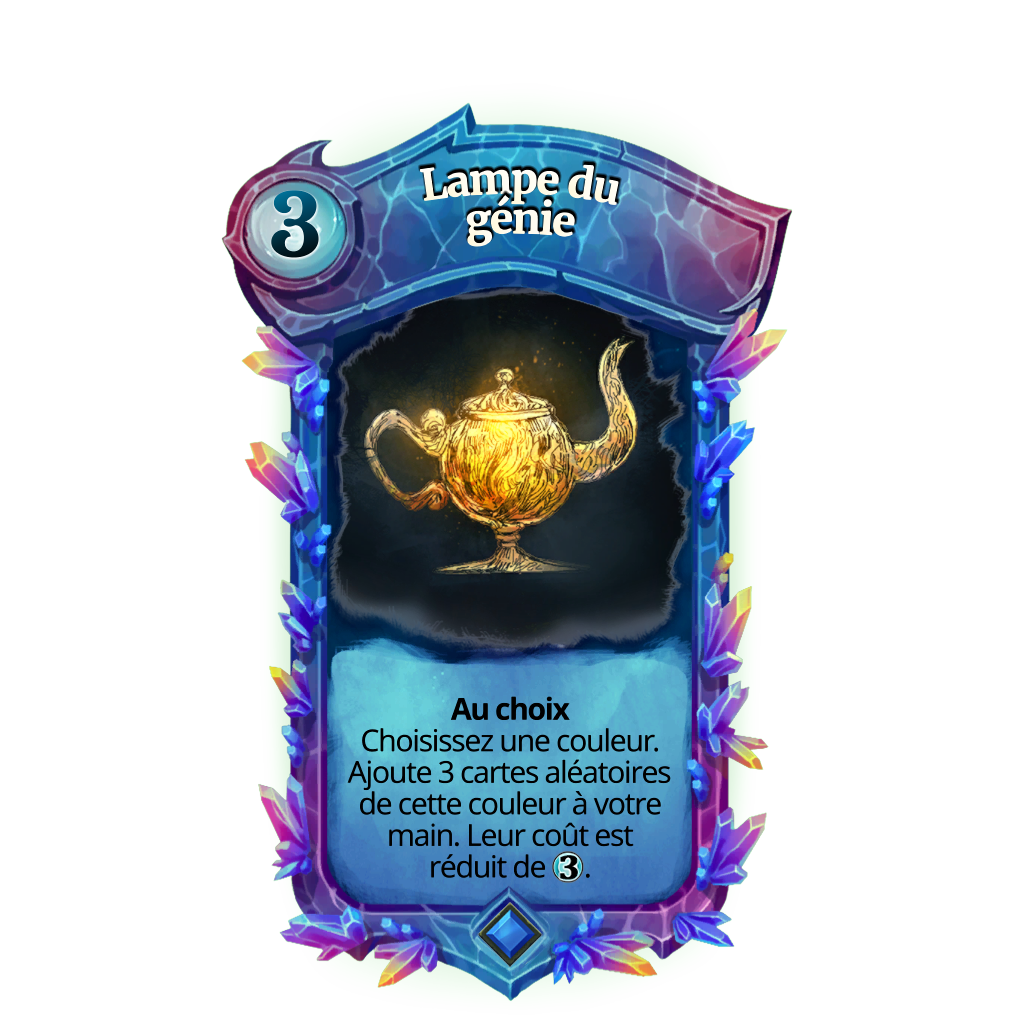 3
Lampe du
génie
Au choix
Choisissez une couleur.
Ajoute 3 cartes aléatoires
de cette couleur à votre
main. Leur coût est
réduit de 3.